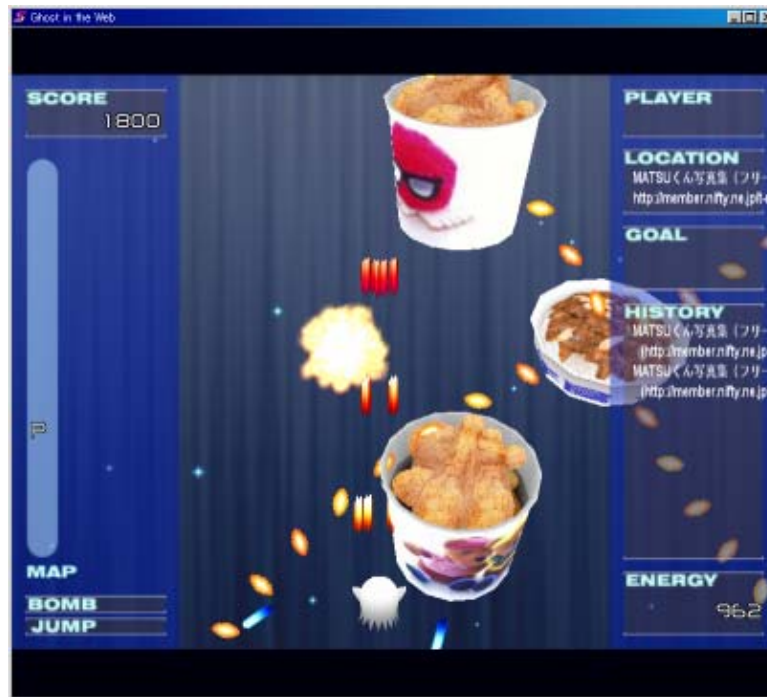 Ghost in the Web
SCORE
1800
P
MAP
BOMB
JUMP
PLAYER
LOCATION
MATSUくん写真集(フリー
http://member.nifty.ne.jp/t-
GOAL
HISTORY
MATSUくん写真集(フリー
(http://member.nifty.ne.jp
MATSUくん写真集(フリー
(http://member.nifty.ne.jp
ENERGY
962